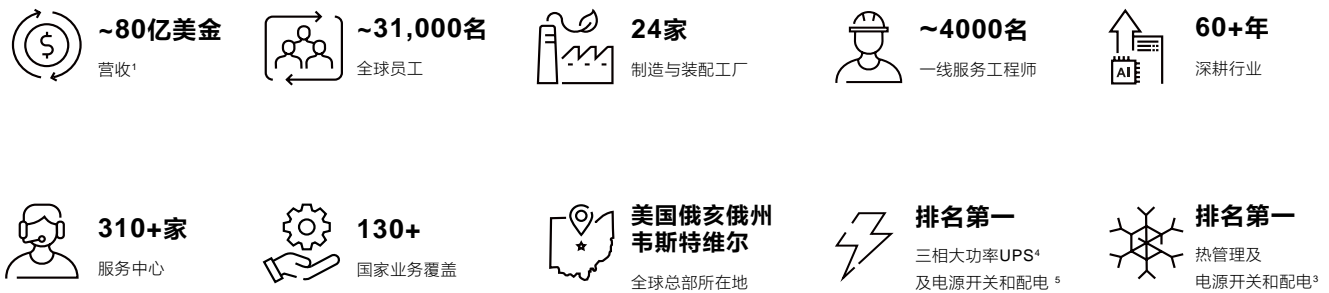 ~80亿美金
营收¹
~31,000名
全球员工
24家
制造与装配工厂
~4000名
一线服务工程师
60+年
深耕行业
AI
310+家
服务中心
130+
国家业务覆盖
美国俄亥俄州
韦斯特维尔
全球总部所在地
排名第一
三相大功率UPS⁴
及电源开关和配电 ⁵
排名第一
热管理及
电源开关和配电³